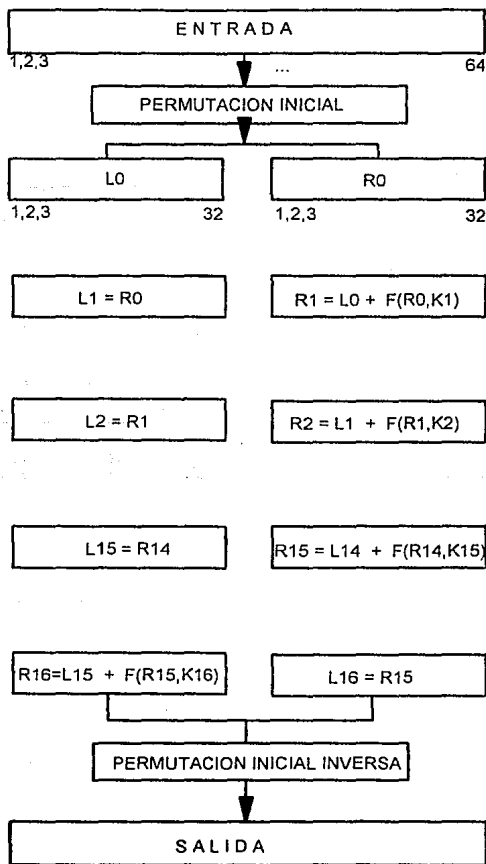 E N T R A D A
1,2,3 ... 64
PERMUTACION INICIAL
L0 R0
1,2,3 32 1,2,3 32
L1 = R0 R1 = L0 + F(R0,K1)
L2 = R1 R2 = L1 + F(R1,K2)
L15 = R14 R15 = L14 + F(R14,K15)
R16=L15 + F(R15,K16) L16 = R15
PERMUTACION INICIAL INVERSA
S A L I D A